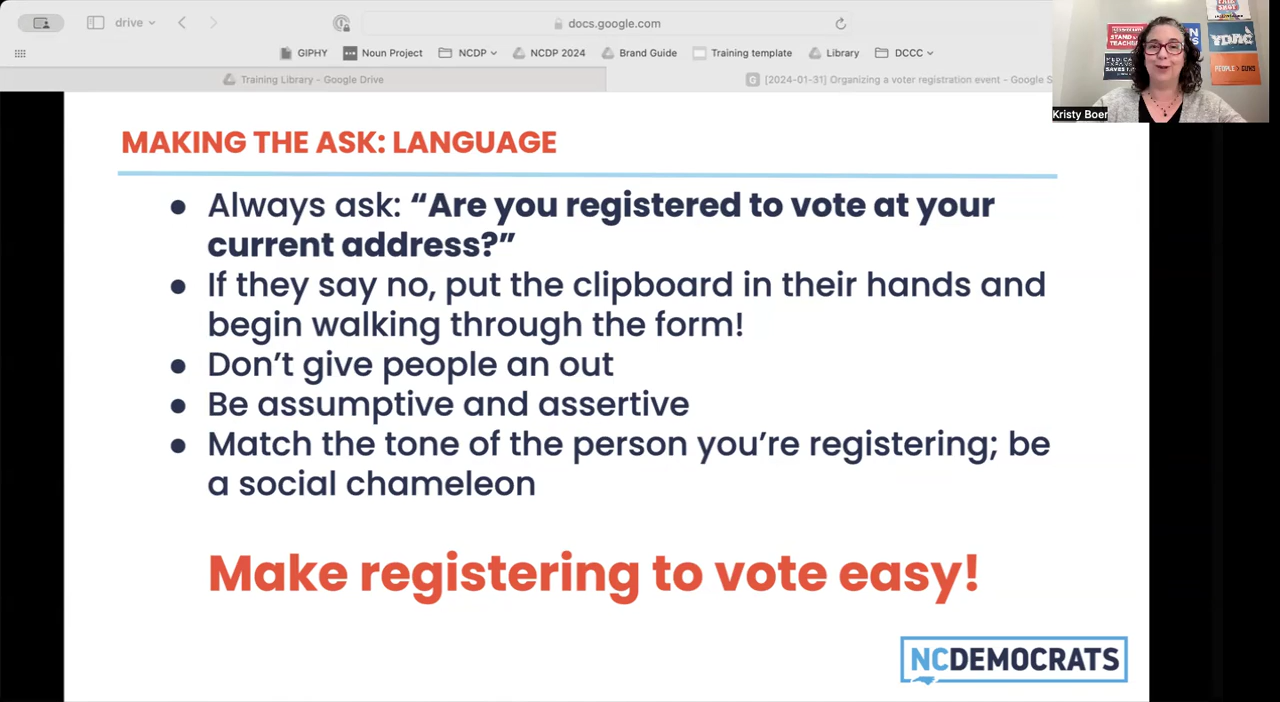 drive
docs.google.com
GIPHY
Noun Project
NCDP
NCDP 2024
Brand Guide
Training template
Library
DCCC
Training Library - Google Drive
[2024-01-31] Organizing a voter registration event - Google S
Kristy Boer
MAKING THE ASK: LANGUAGE
● Always ask: “Are you registered to vote at your
current address?”
● If they say no, put the clipboard in their hands and
begin walking through the form!
● Don’t give people an out
● Be assumptive and assertive
● Match the tone of the person you’re registering; be
a social chameleon
Make registering to vote easy!
NCDEMOCRATS